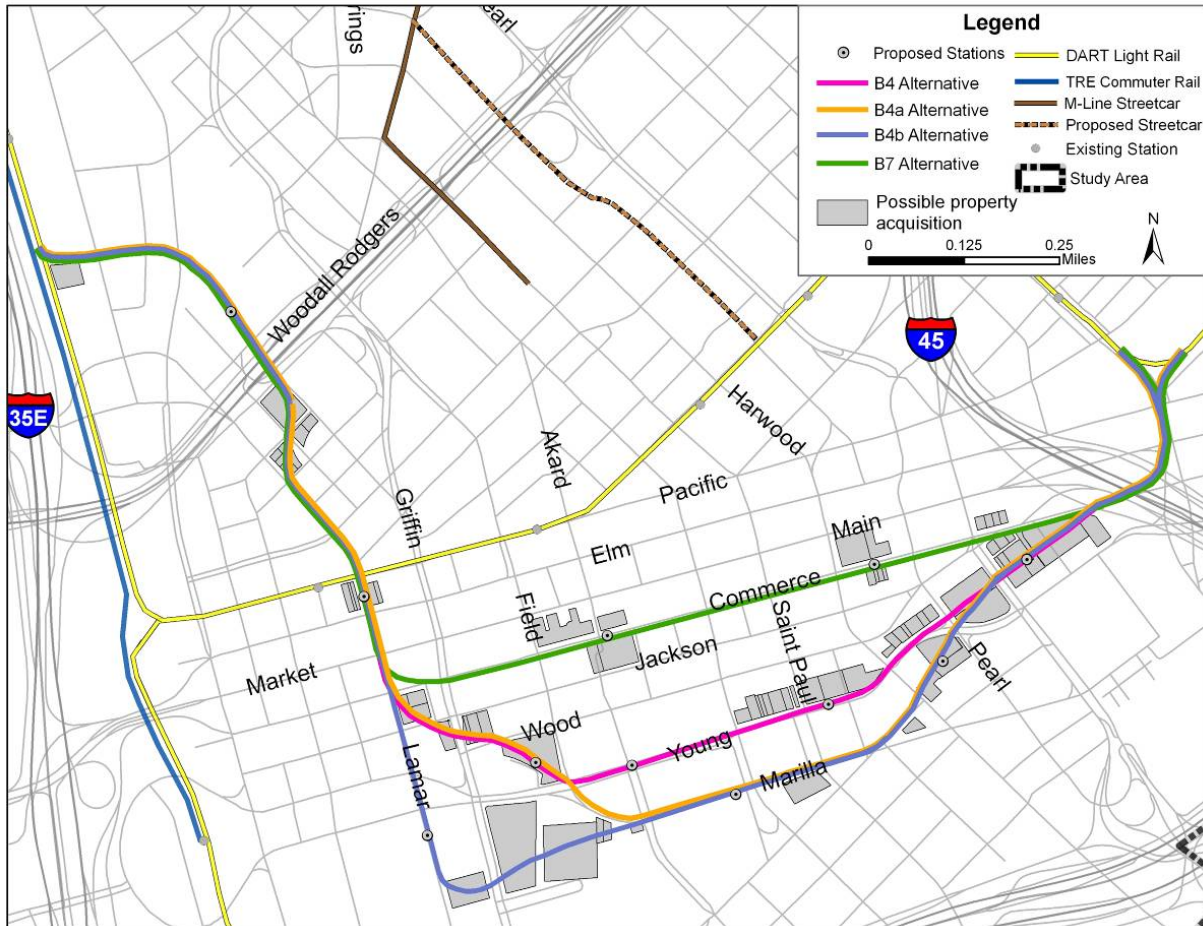 rings
earl
Legend
Proposed Stations
B4 Alternative
B4a Alternative
B4b Alternative
B7 Alternative
Possible property
acquisition
DART Light Rail
TRE Commuter Rail
M-Line Streetcar
Proposed Streetcar
Existing Station
Study Area
N
0 0.125 0.25
Miles
Woodall Rodgers
45
35E
Harwood
Akard
Pacific
Griffin
Elm
Main
Commerce
Field
Jackson
Saint Paul
Market
Pearl
Wood
Young
Lamar
Marilla